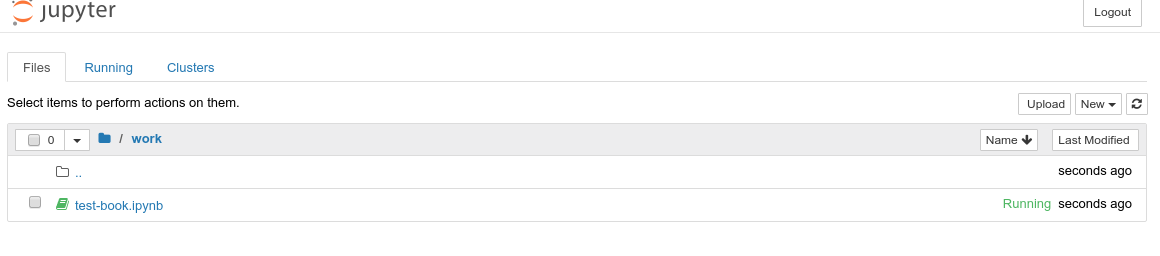 jupyter Logout
Files Running Clusters
Select items to perform actions on them. Upload New
0 / work Name Last Modified
.. seconds ago
test-book.ipynb Running seconds ago